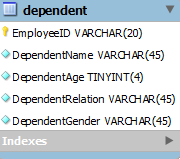 dependent
EmployeeID VARCHAR(20)
DependentName VARCHAR(45)
DependentAge TINYINT(4)
DependentRelation VARCHAR(45)
DependentGender VARCHAR(45)
Indexes